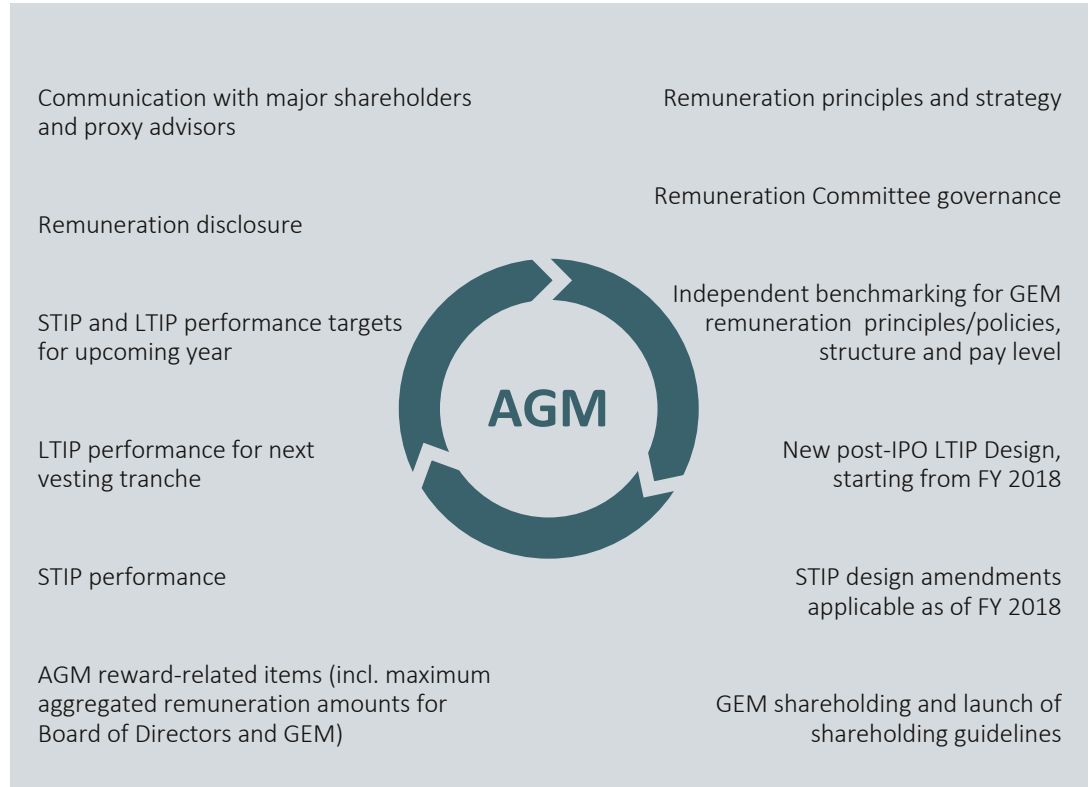 Communication with major shareholders
and proxy advisors
Remuneration disclosure
STIP and LTIP performance targets
for upcoming year
LTIP performance for next
vesting tranche
STIP performance
AGM reward-related items (incl. maximum
aggregated remuneration amounts for
Board of Directors and GEM)
AGM
Remuneration principles and strategy
Remuneration Committee governance
Independent benchmarking for GEM
remuneration principles/policies,
structure and pay level
New post-IPO LTIP Design,
starting from FY 2018
STIP design amendments
applicable as of FY 2018
GEM shareholding and launch of
shareholding guidelines